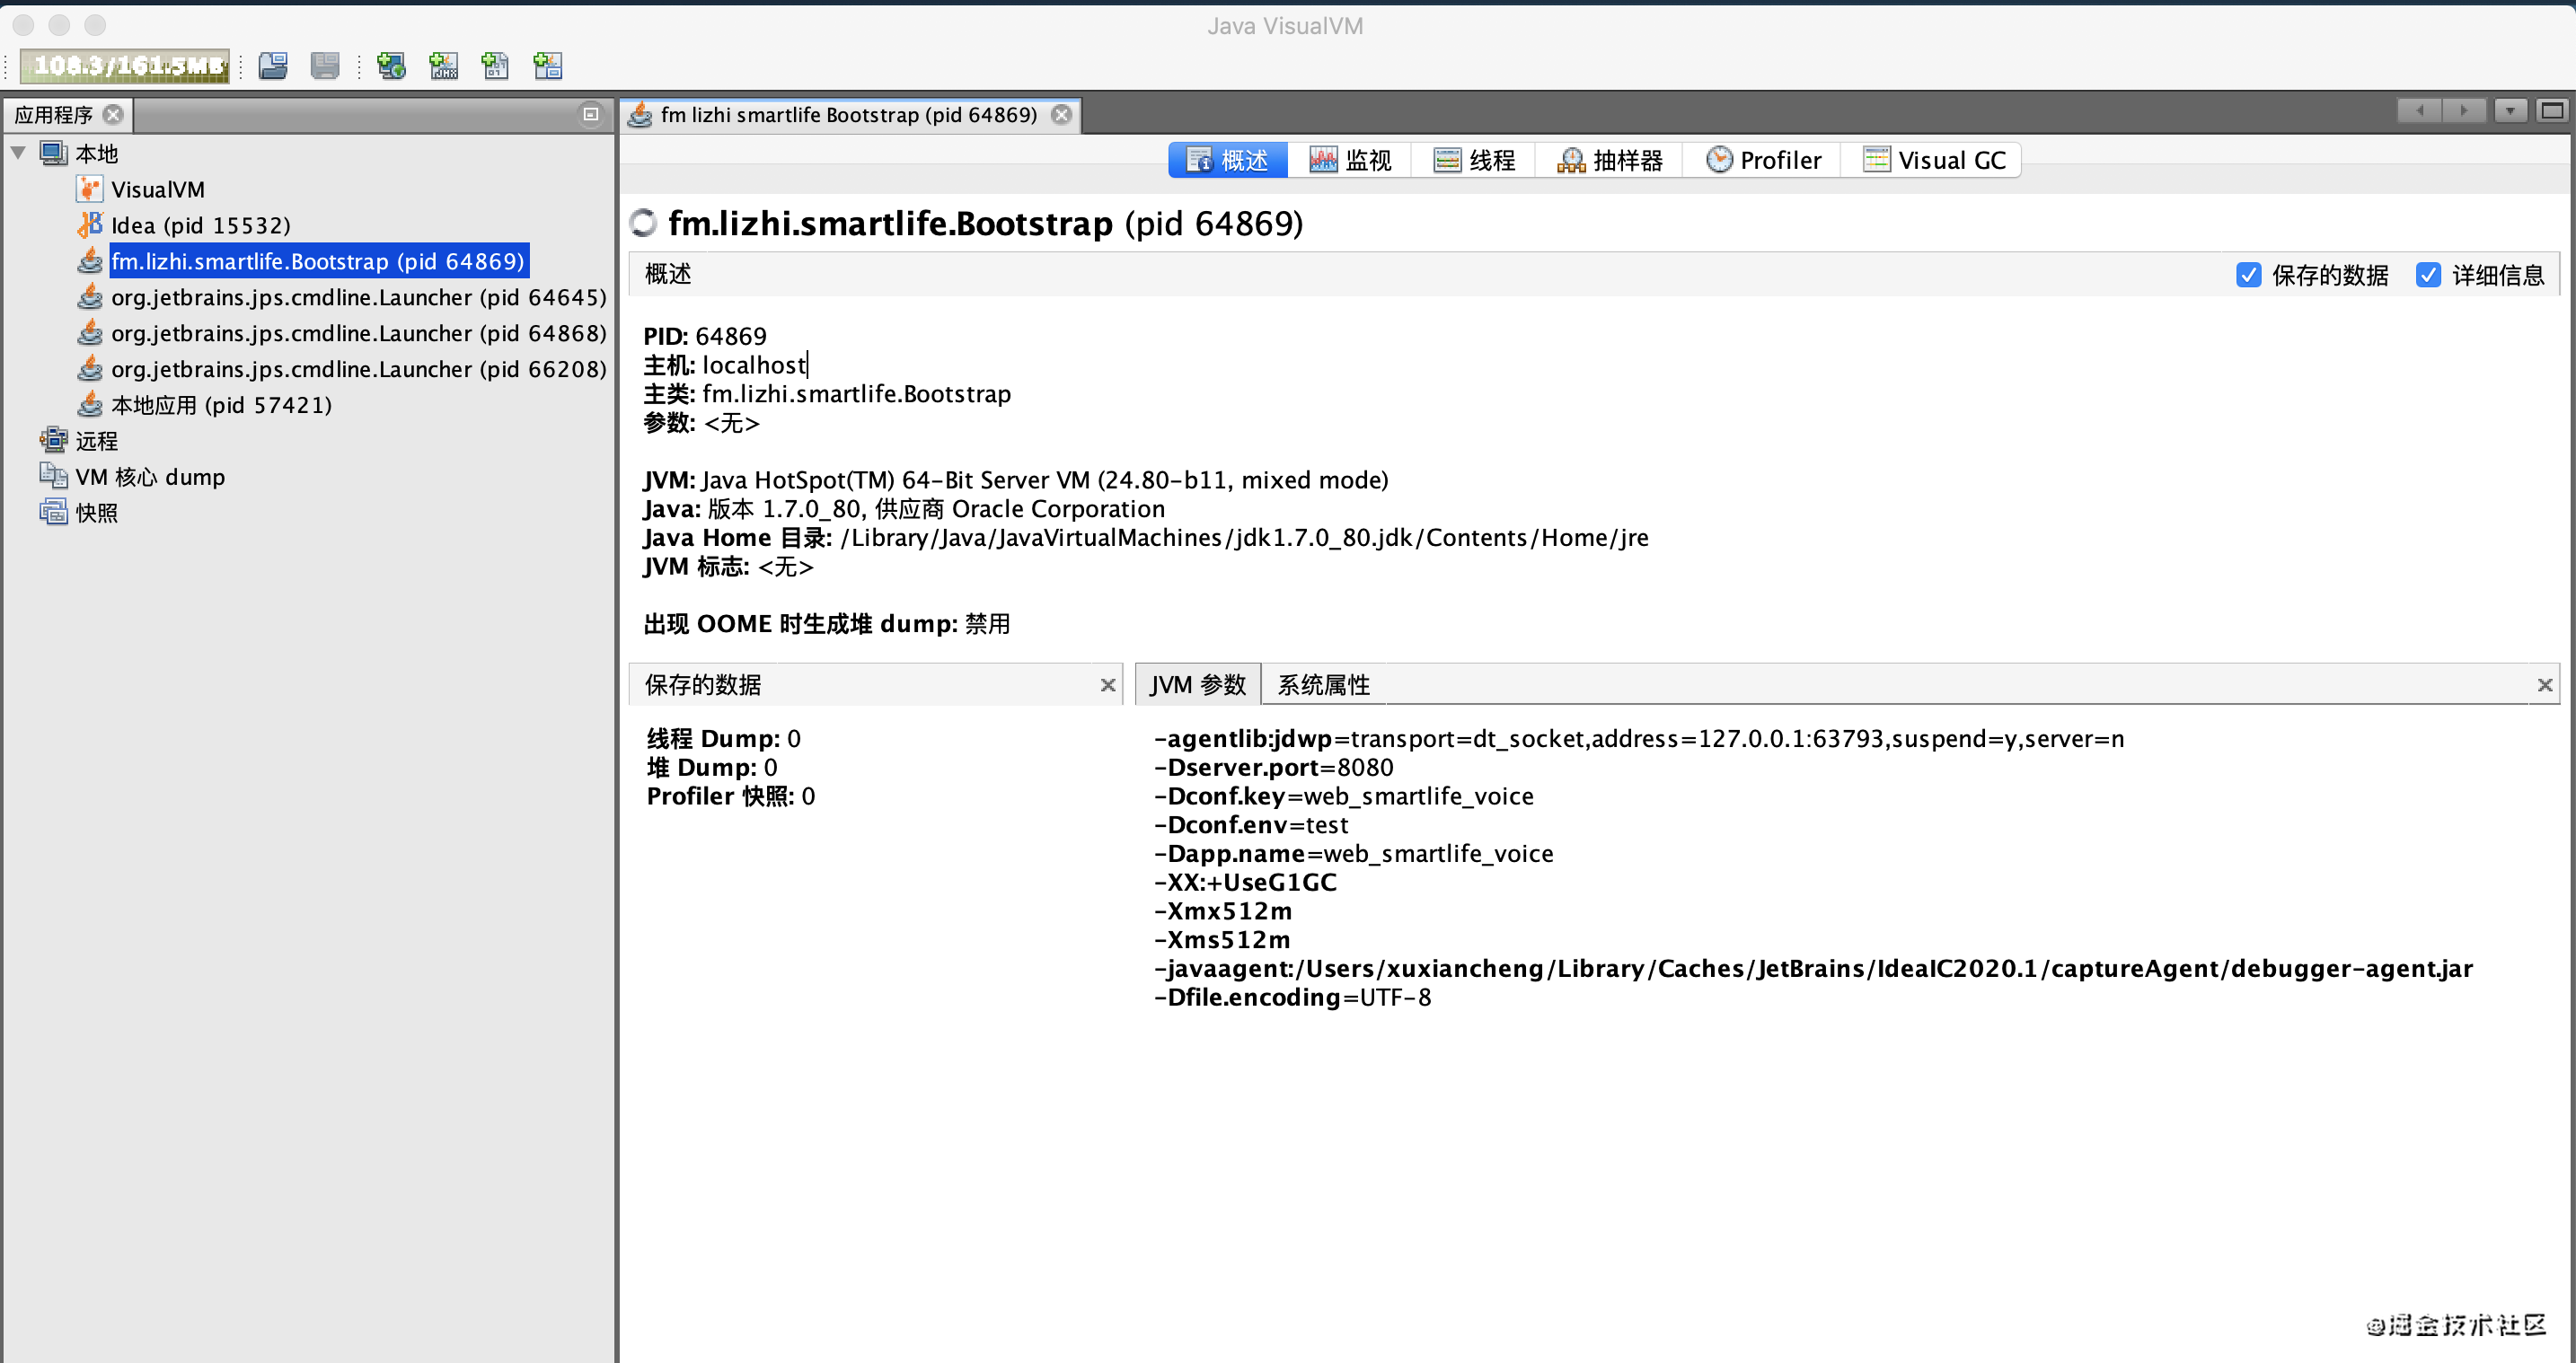 Java VisualVM
108.3/161.5MB
应用程序
fm lizhi smartlife Bootstrap (pid 64869)
本地
VisualVM
Idea (pid 15532)
fm.lizhi.smartlife.Bootstrap (pid 64869)
org.jetbrains.jps.cmdline.Launcher (pid 64645)
org.jetbrains.jps.cmdline.Launcher (pid 64868)
org.jetbrains.jps.cmdline.Launcher (pid 66208)
本地应用 (pid 57421)
远程
VM 核心 dump
快照
概述 监视 线程 抽样器 Profiler Visual GC
fm.lizhi.smartlife.Bootstrap (pid 64869)
概述 保存的数据 详细信息
PID: 64869
主机: localhost
主类: fm.lizhi.smartlife.Bootstrap
参数: <无>
JVM: Java HotSpot(TM) 64-Bit Server VM (24.80-b11, mixed mode)
Java: 版本 1.7.0_80, 供应商 Oracle Corporation
Java Home 目录: /Library/Java/JavaVirtualMachines/jdk1.7.0_80.jdk/Contents/Home/jre
JVM 标志: <无>
出现 OOME 时生成堆 dump: 禁用
保存的数据
线程 Dump: 0
堆 Dump: 0
Profiler 快照: 0
JVM 参数 系统属性
-agentlib:jdwp=transport=dt_socket,address=127.0.0.1:63793,suspend=y,server=n
-Dserver.port=8080
-Dconf.key=web_smartlife_voice
-Dconf.env=test
-Dapp.name=web_smartlife_voice
-XX:+UseG1GC
-Xmx512m
-Xms512m
-javaagent:/Users/xuxiancheng/Library/Caches/JetBrains/IdeaIC2020.1/captureAgent/debugger-agent.jar
-Dfile.encoding=UTF-8
@掘金技术社区